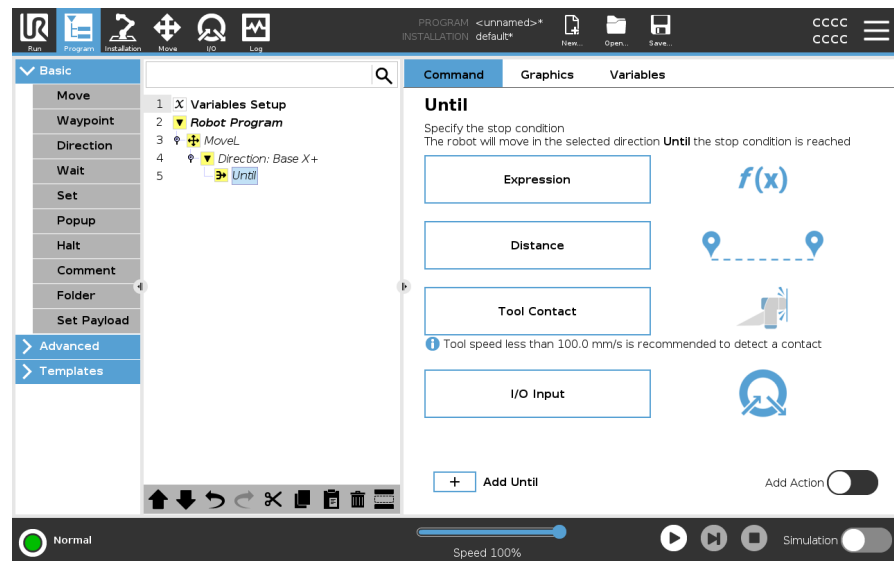 UR
PROGRAM <unnamed>*
INSTALLATION default*
CCCC
CCCC
Run Program Installation Move I/O Log New... Open... Save...
Basic
Command Graphics Variables
Move
Waypoint
Direction
Wait
Set
Popup
Halt
Comment
Folder
Set Payload
Advanced
Templates
1 X Variables Setup
2 Robot Program
3 MoveL
4 Direction: Base X+
5 Until
Until
Specify the stop condition
The robot will move in the selected direction Until the stop condition is reached
Expression
f(x)
Distance
Tool Contact
i Tool speed less than 100.0 mm/s is recommended to detect a contact
I/O Input
+ Add Until
Add Action
Normal
Speed 100%
Simulation